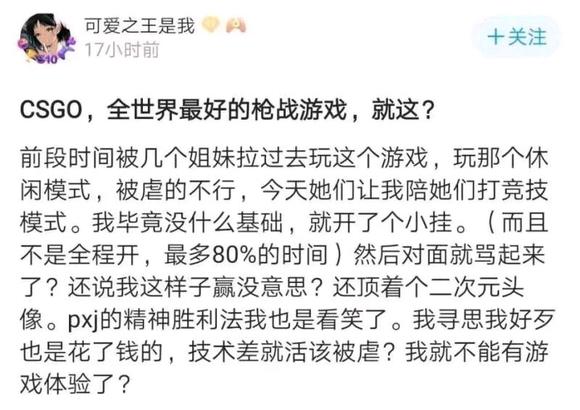 可爱之王是我
17小时前
+关注
10
CSGO，全世界最好的枪战游戏，就这？
前段时间被几个姐妹拉过去玩这个游戏，玩那个休
闲模式，被虐的不行，今天她们让我陪她们打竞技
模式。我毕竟没什么基础，就开了个小挂。（而且
不是全程开，最多80%的时间）然后对面就骂起来
了？还说我这样子赢没意思？还顶着个二次元头
像。pxj的精神胜利法我也是看笑了。我寻思我好歹
也是花了钱的，技术差就活该被虐？我就不能有游
戏体验了？